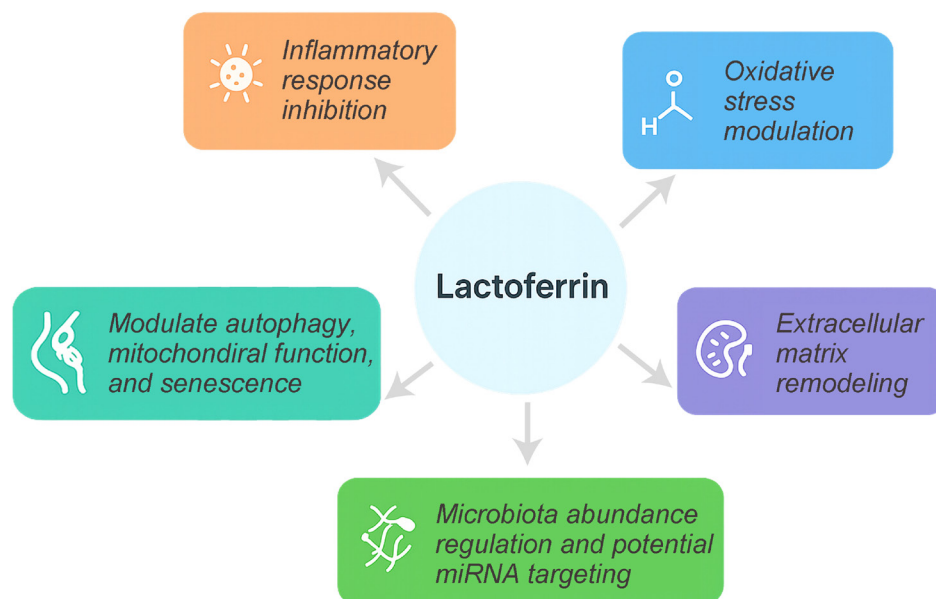 Inflammatory
response
inhibition
O
H
Oxidative
stress
modulation
Lactoferrin
Modulate autophagy,
mitochondiral function,
and senescence
Extracellular
matrix
remodeling
Microbiota abundance
regulation and potential
miRNA targeting